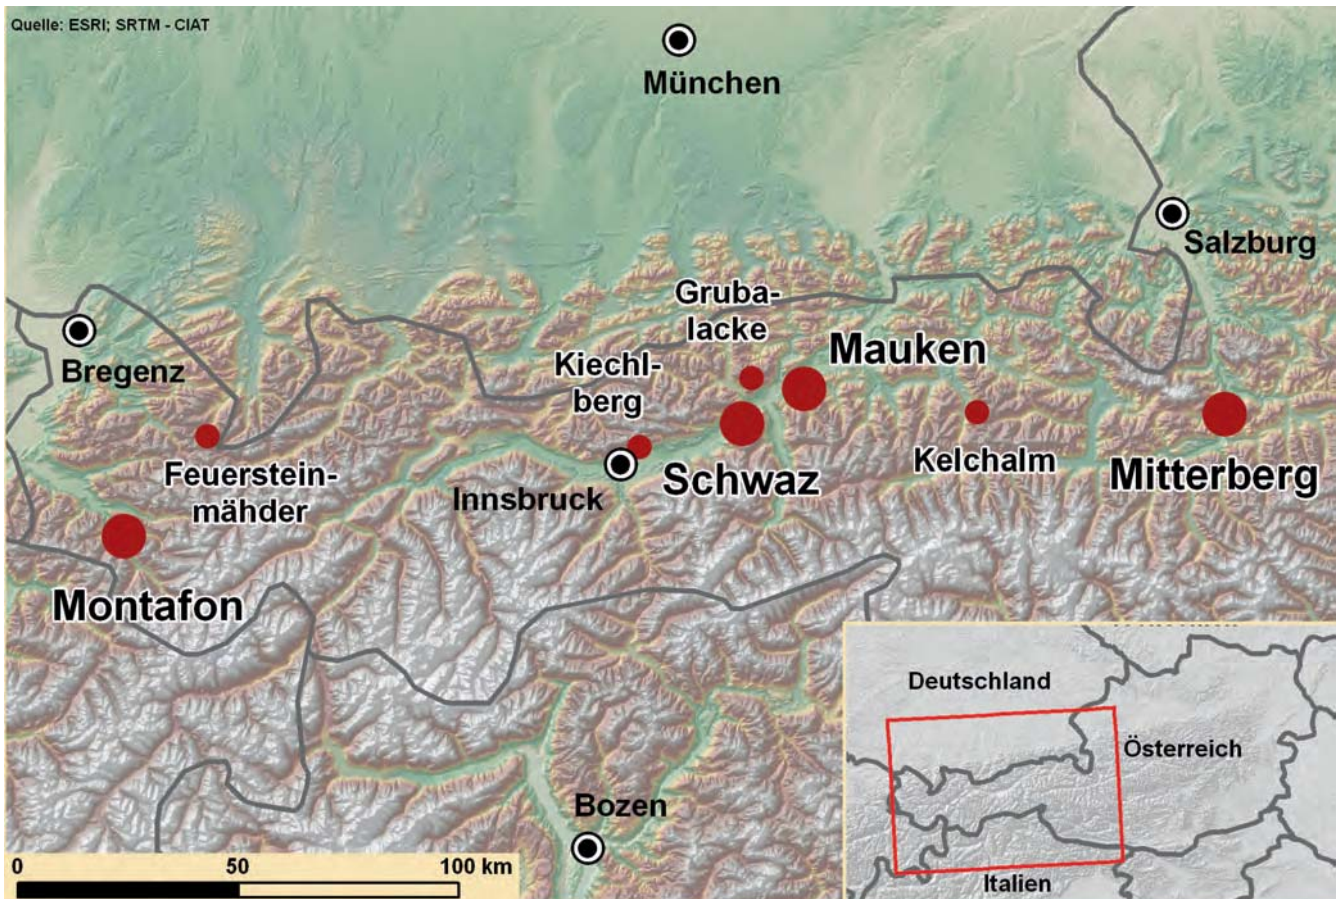 Quelle: ESRI; SRTM - CIAT
München
Salzburg
Gruba-
lacke
Mauken
Bregenz
Kiechl-
berg
Feuerstein-
mähder
Innsbruck
Schwaz
Kelchalm
Mitterberg
Montafon
Bozen
0 50 100 km
Deutschland
Österreich
Italien